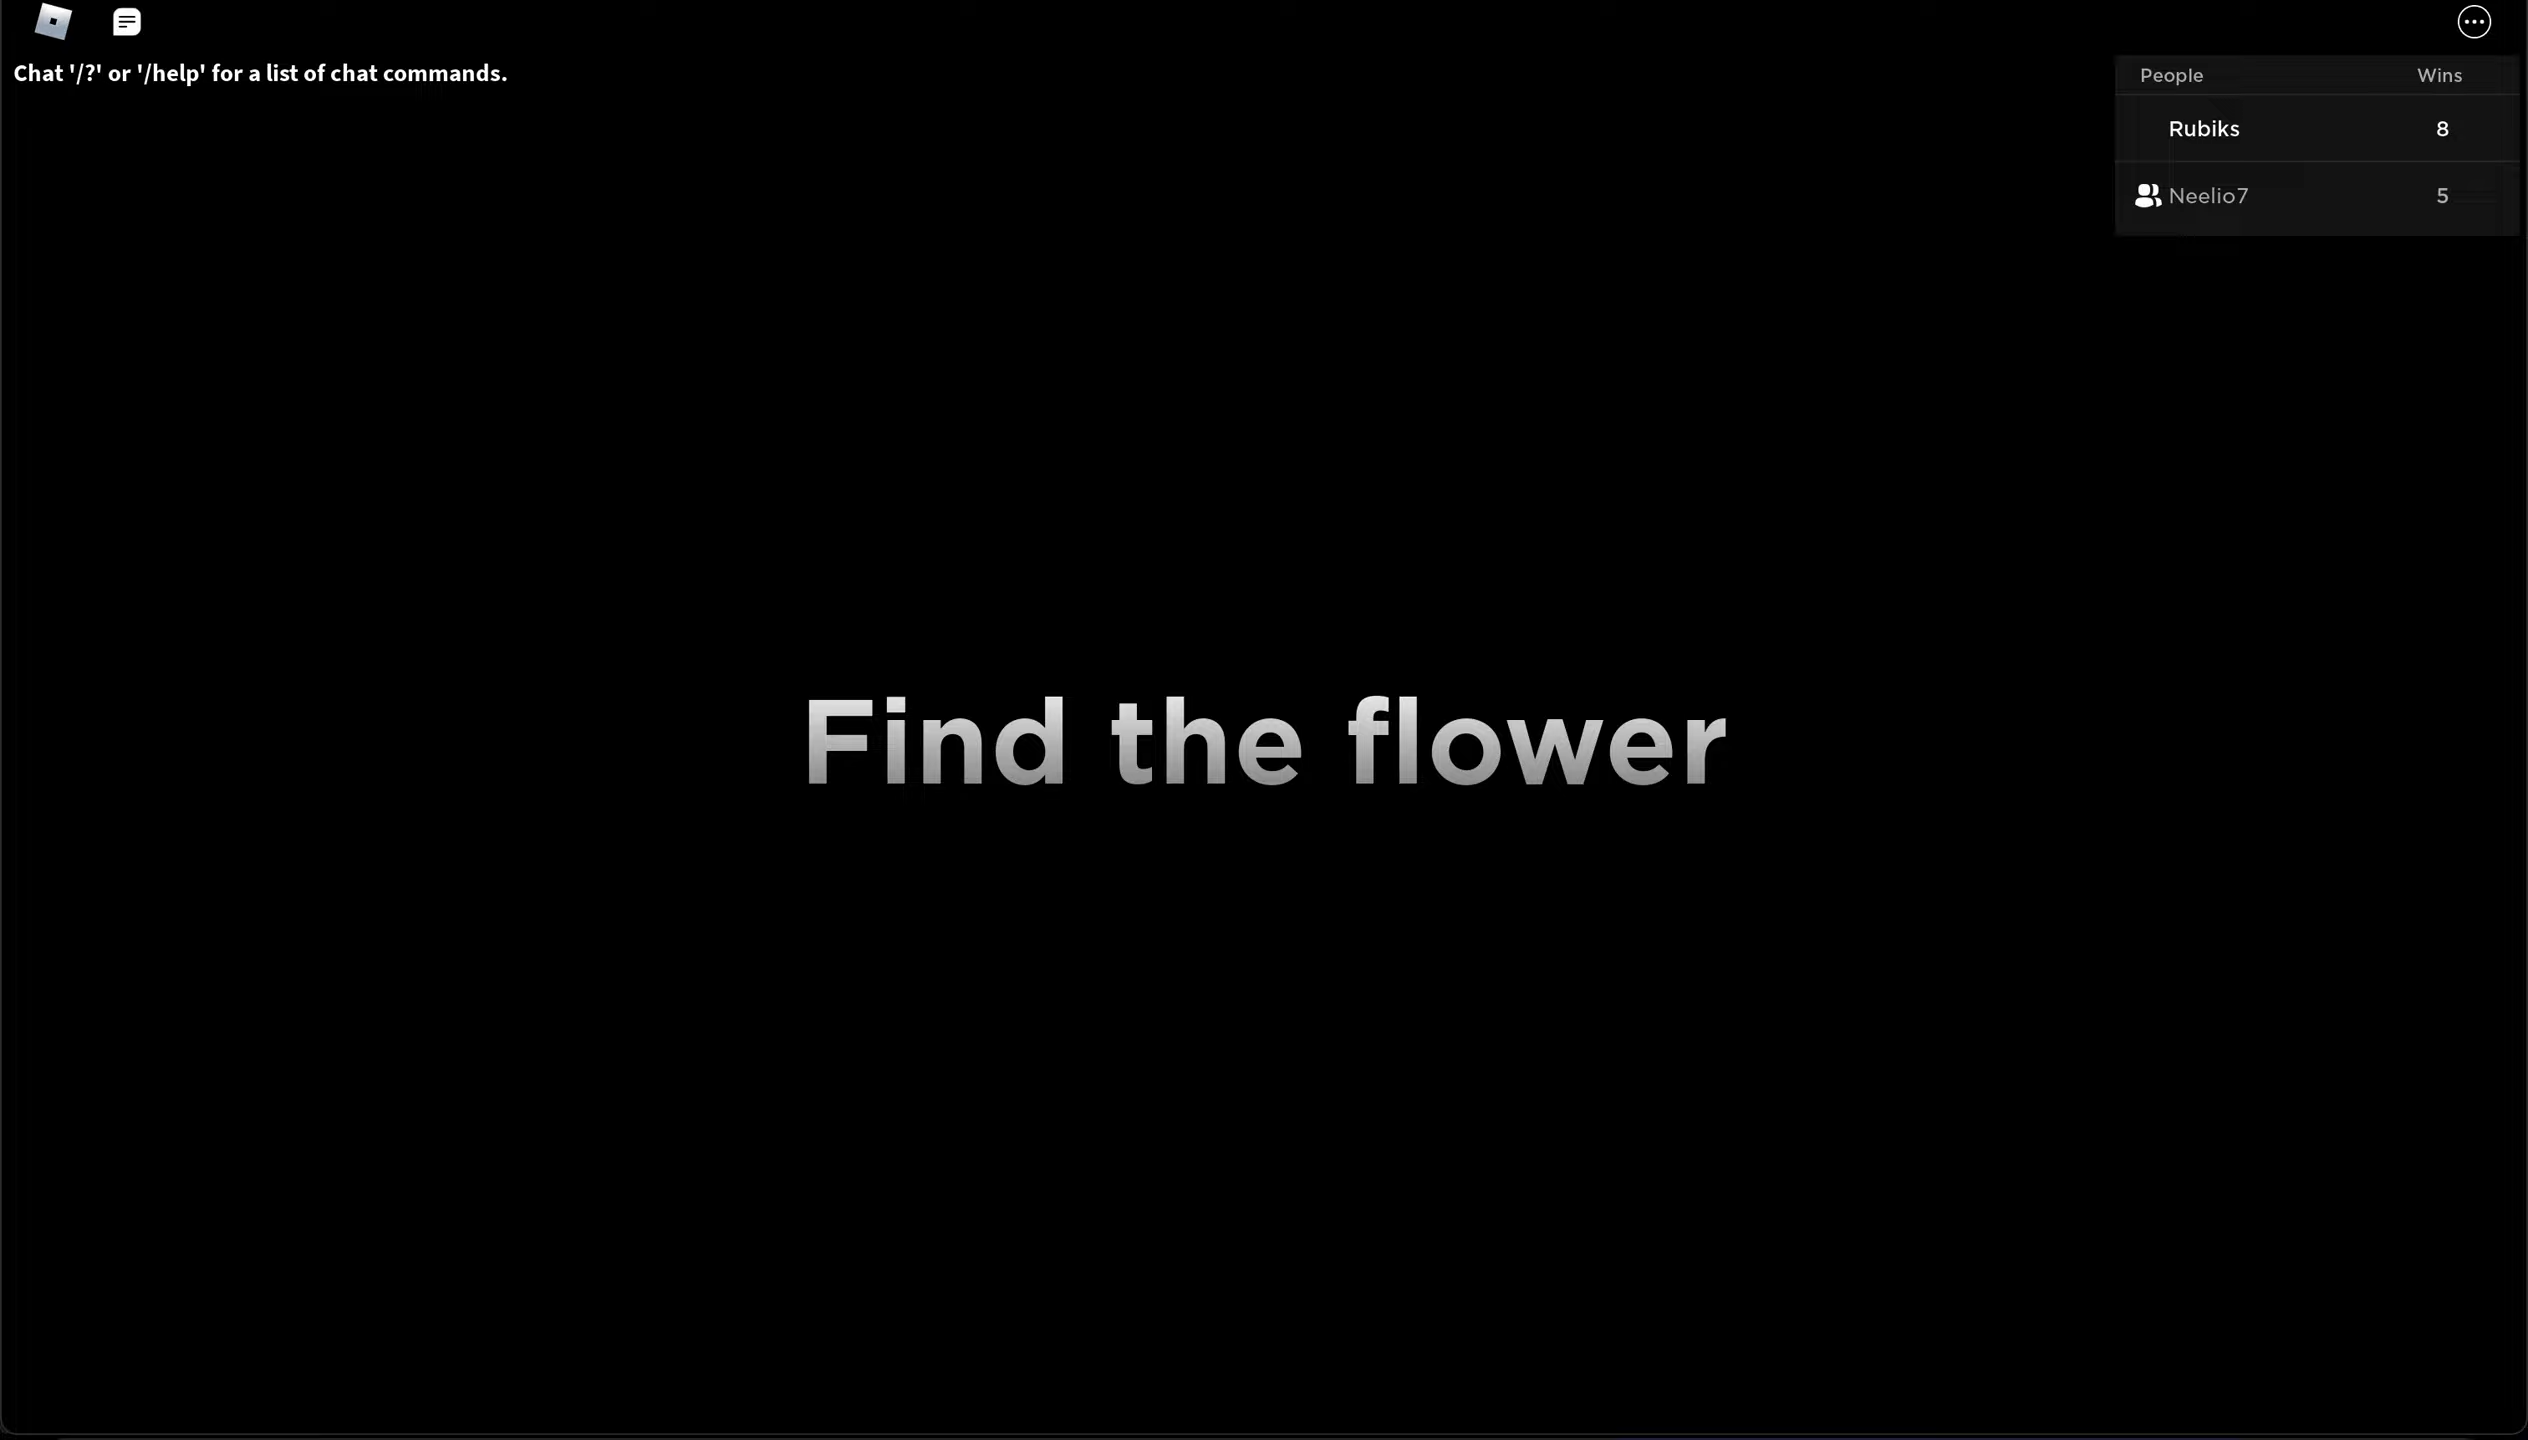 Chat '/?' or '/help' for a list of chat commands.
People Wins
Rubiks 8
Neelio7 5
Find the flower